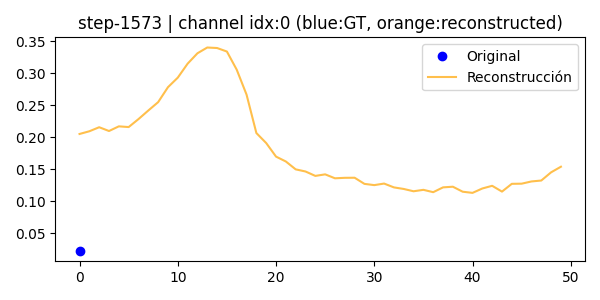 step-1573 | channel idx:0 (blue:GT, orange:reconstructed)
0.35
0.30
0.25
0.20
0.15
0.10
0.05
Original
Reconstrucción
0 10 20 30 40 50